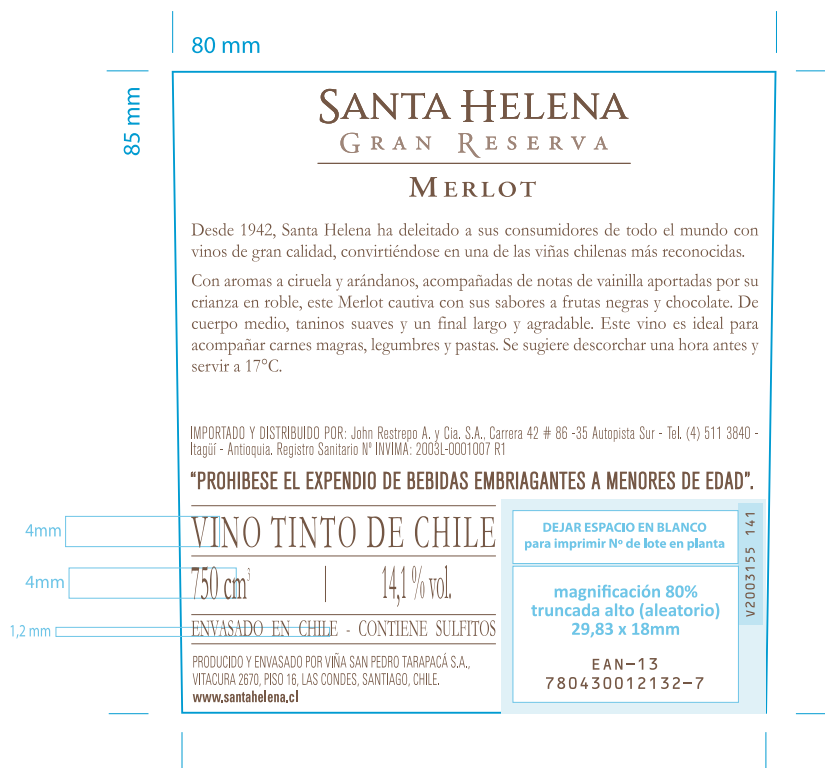 80 mm
85 mm
SANTA HELENA
GRAN RESERVA
MERLOT
Desde 1942, Santa Helena ha deleitado a sus consumidores de todo el mundo con
vinos de gran calidad, convirtiéndose en una de las viñas chilenas más reconocidas.
Con aromas a ciruela y arándanos, acompañadas de notas de vainilla aportadas por su
crianza en roble, este Merlot cautiva con sus sabores a frutas negras y chocolate. De
cuerpo medio, taninos suaves y un final largo y agradable. Este vino es ideal para
acompañar carnes magras, legumbres y pastas. Se sugiere descorchar una hora antes y
servir a 17°C.
IMPORTADO Y DISTRIBUIDO POR: John Restrepo A. y Cia. S.A., Carrera 42 # 86 -35 Autopista Sur - Tel. (4) 511 3840 -
Itagüí - Antioquía. Registro Sanitario Nº INVIMA: 2003L-0001007 R1
“PROHIBESE EL EXPENDIO DE BEBIDAS EMBRIAGANTES A MENORES DE EDAD”.
4mm
VINO TINTO DE CHILE
4mm
750 cm³ | 14,1 % vol.
1,2 mm
ENVASADO EN CHILE - CONTIENE SULFITOS
PRODUCIDO Y ENVASADO POR VIÑA SAN PEDRO TARAPACÁ S.A.,
VITACURA 2670, PISO 16, LAS CONDES, SANTIAGO, CHILE.
www.santahelena.cl
DEJAR ESPACIO EN BLANCO
para imprimir Nº de lote en planta
V2003155 141
magnificación 80%
truncada alto (aleatorio)
29,83 x 18mm
EAN-13
780430012132-7